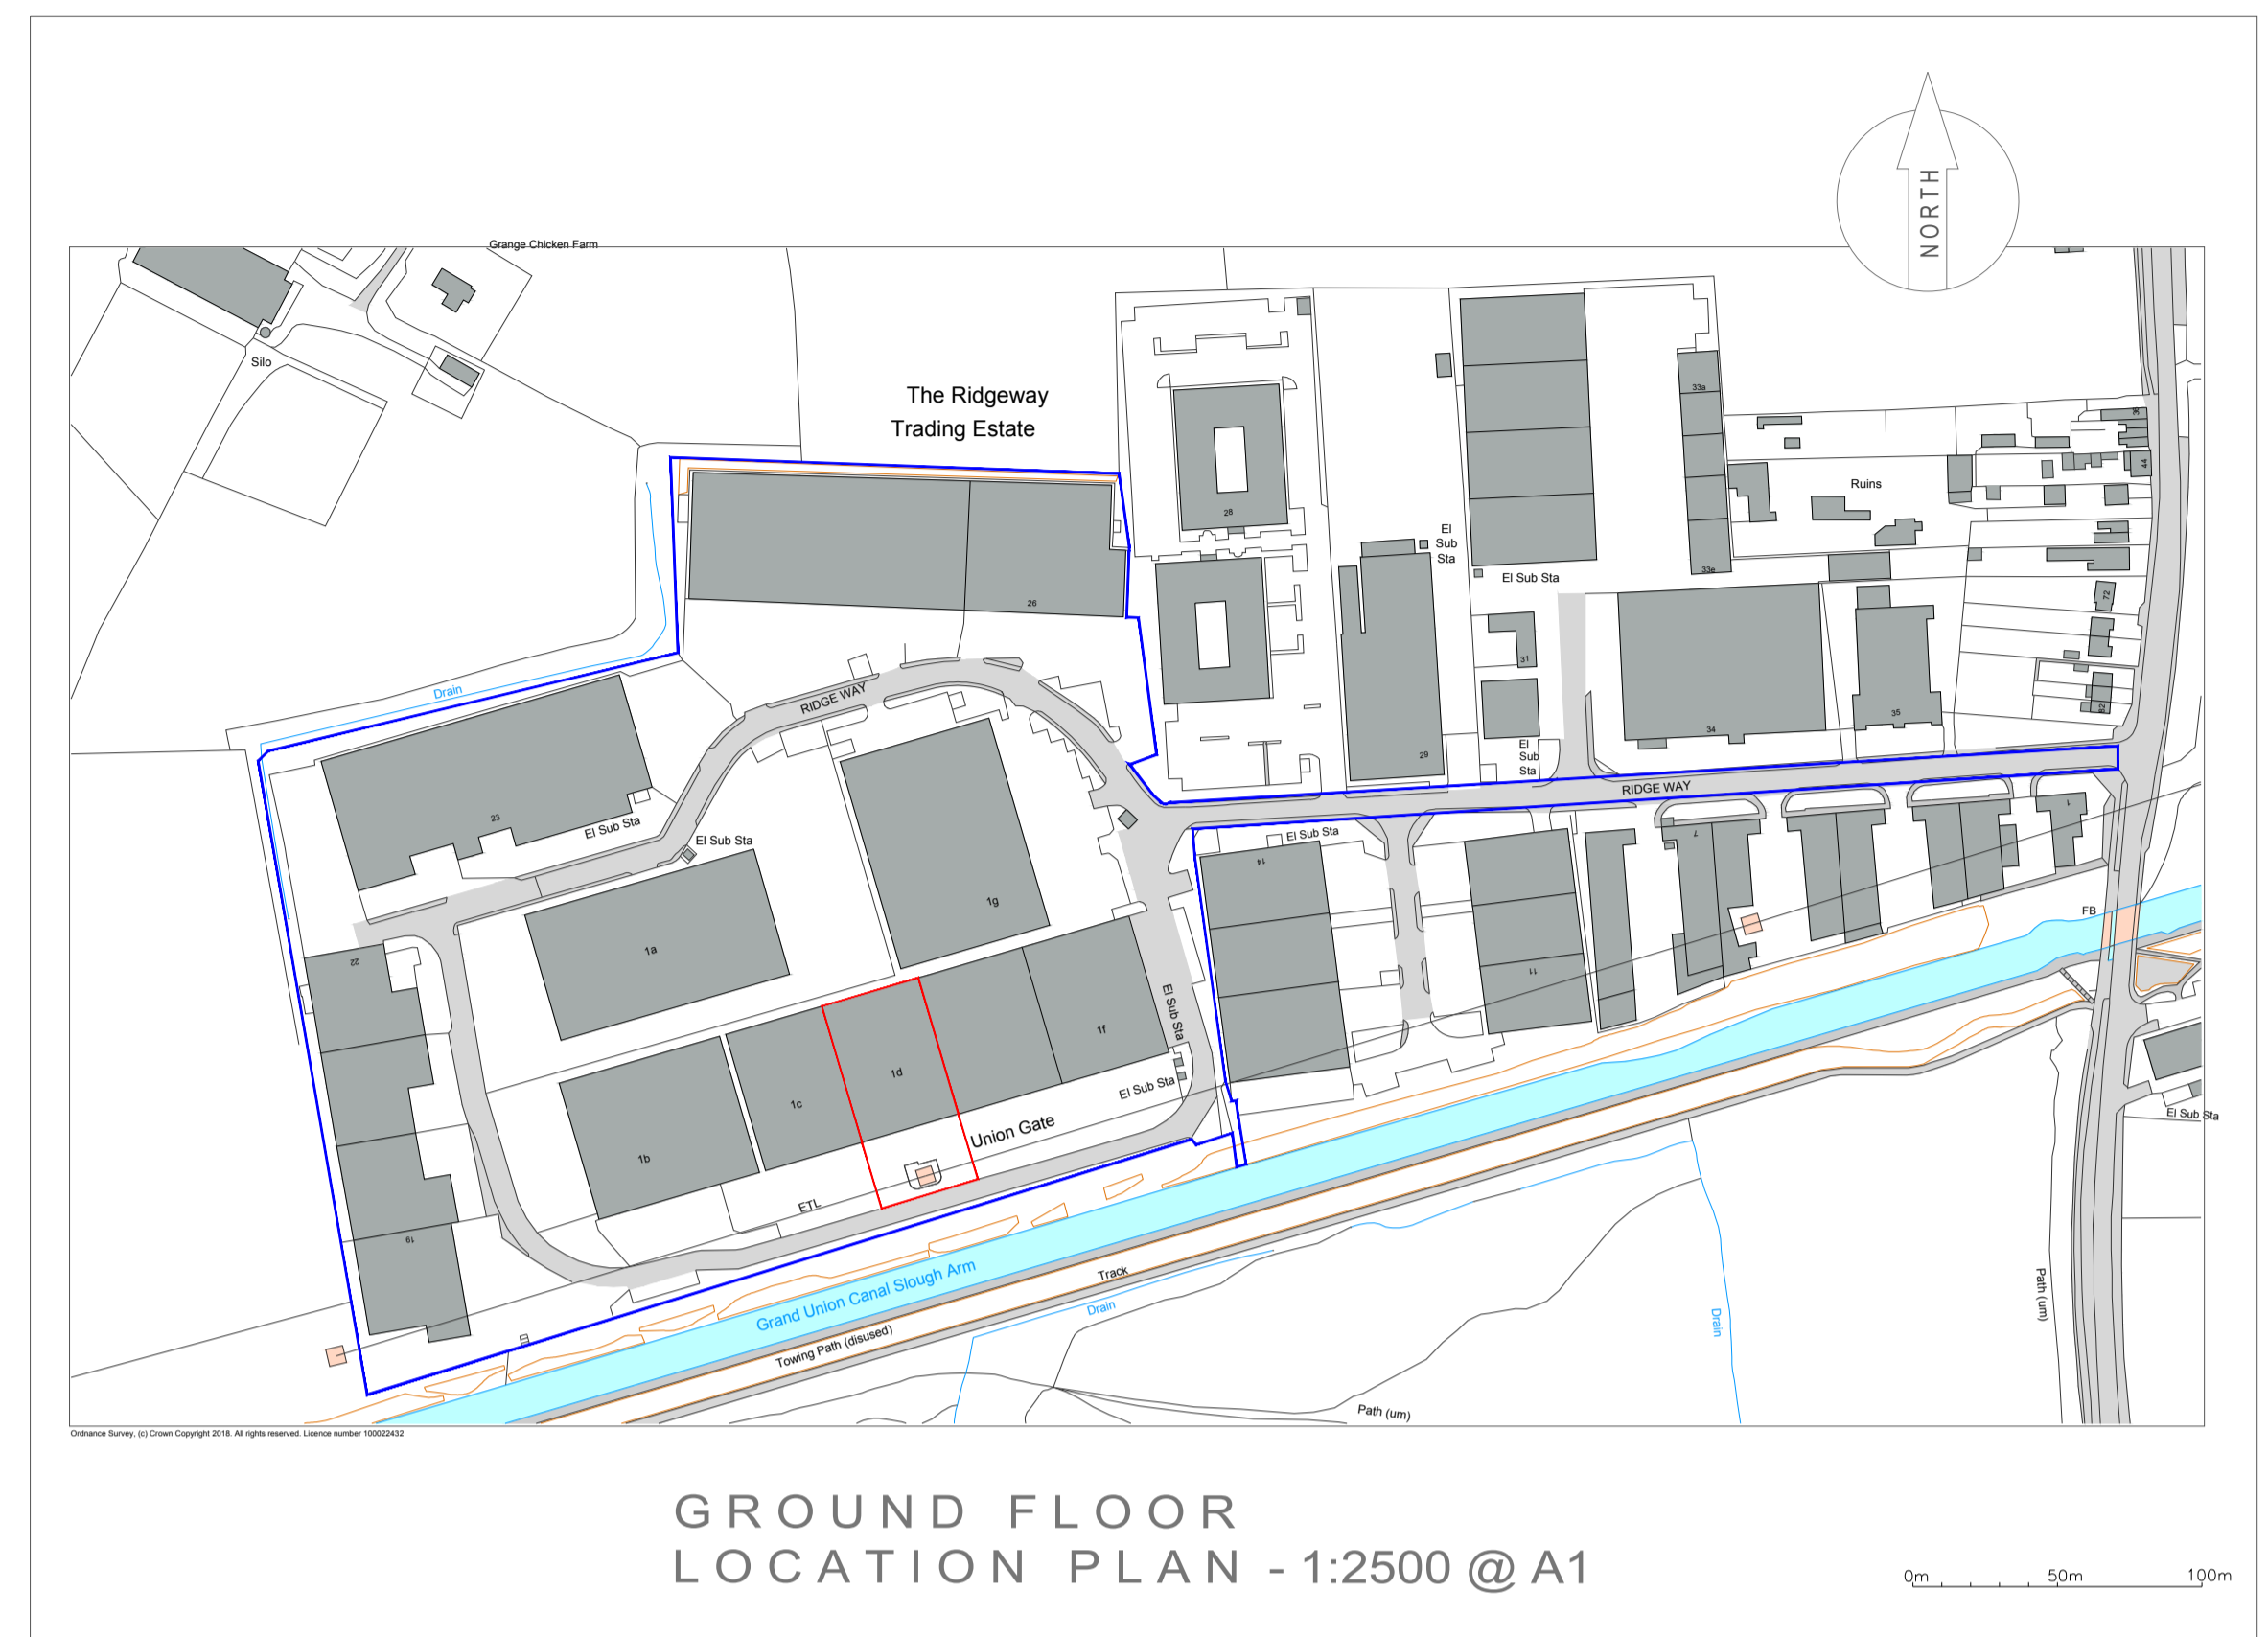 NORTH
Grange Chicken Farm
Silo
The Ridgeway
Trading Estate
33a
36
44
Ruins
28
El
Sub
Sta
El Sub Sta
33e
26
72
31
Drain
RIDGE WAY
82
35
34
29
El
Sub
Sta
RIDGE WAY
1
23
El Sub Sta
El Sub Sta
El Sub Sta
14
7
1g
1a
FB
22
11
El Sub Sta
1f
1d
1c
El Sub Sta
El Sub Sta
Union Gate
1b
ETL
19
Grand Union Canal Slough Arm
Track
Drain
Drain
Path (um)
Towing Path (disused)
Path (um)
Ordnance Survey, (c) Crown Copyright 2018. All rights reserved. Licence number 100022432
GROUND FLOOR
LOCATION PLAN - 1:2500 @ A1
0m 50m 100m